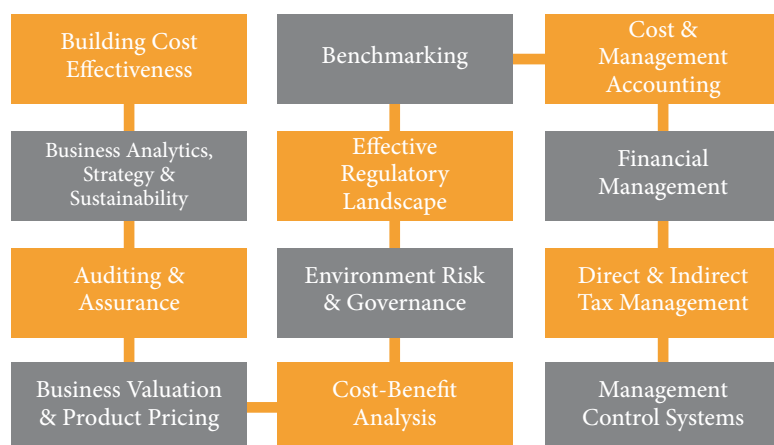 Building Cost
Effectiveness
Business Analytics,
Strategy &
Sustainability
Auditing &
Assurance
Business Valuation
& Product Pricing
Cost-Benefit
Analysis
Environment Risk
& Governance
Effective
Regulatory
Landscape
Benchmarking
Cost &
Management
Accounting
Financial
Management
Direct & Indirect
Tax Management
Management
Control Systems